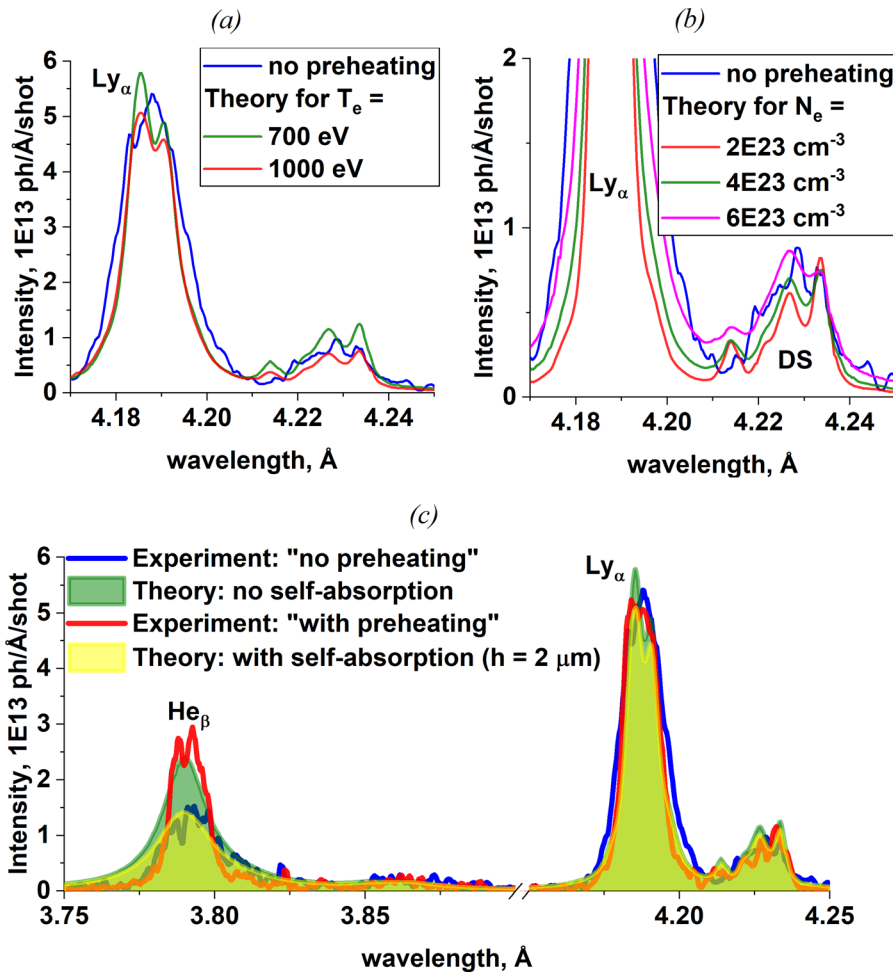 (a)
Intensity, 1E13 ph/Å/shot
6
5
4
3
2
1
0
Lyα
no preheating
Theory for Te =
700 eV
1000 eV
4.18
4.20
4.22
4.24
wavelength, Å
(b)
Intensity, 1E13 ph/Å/shot
2
1
0
Lyα
no preheating
Theory for Ne =
2E23 cm-3
4E23 cm-3
6E23 cm-3
DS
4.18
4.20
4.22
4.24
wavelength, Å
(c)
Intensity, 1E13 ph/Å/shot
6
5
4
3
2
1
0
Experiment: "no preheating"
Theory: no self-absorption
Experiment: "with preheating"
Theory: with self-absorption (h = 2 μm)
Heβ
Lyα
3.75
3.80
3.85
4.20
4.25
wavelength, Å